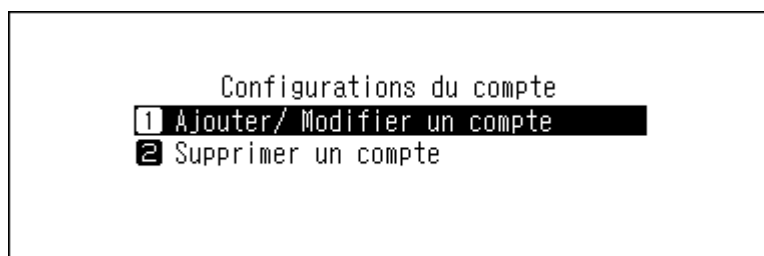 Configurations du compte
1 Ajouter/ Modifier un compte
2 Supprimer un compte